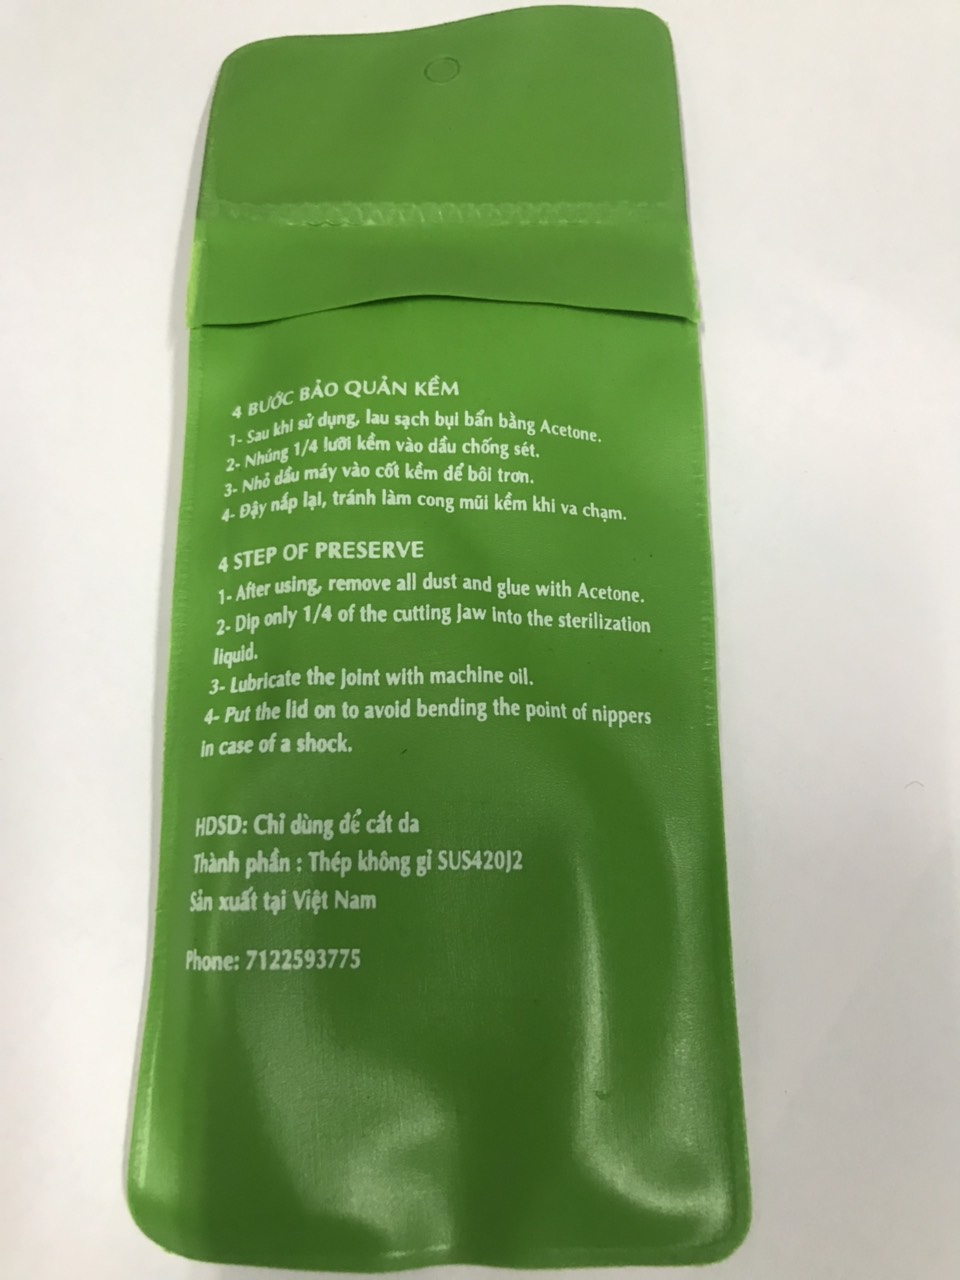 4 BƯỚC BẢO QUẢN KỀM
1- Sau khi sử dụng, lau sạch bụi bẩn bằng Acetone.
2- Nhúng 1/4 lưỡi kềm vào dầu chống sét.
3- Nhỏ dầu máy vào cốt kềm để bôi trơn.
4- Đậy nắp lại, tránh làm cong mũi kềm khi va chạm.
4 STEP OF PRESERVE
1- After using, remove all dust and glue with Acetone.
2- Dip only 1/4 of the cutting jaw into the sterilization
liquid.
3- Lubricate the joint with machine oil.
4- Put the lid on to avoid bending the point of nippers
in case of a shock.
HDSD: Chỉ dùng để cắt da
Thành phần : Thép không gỉ SUS420J2
Sản xuất tại Việt Nam
Phone: 7122593775